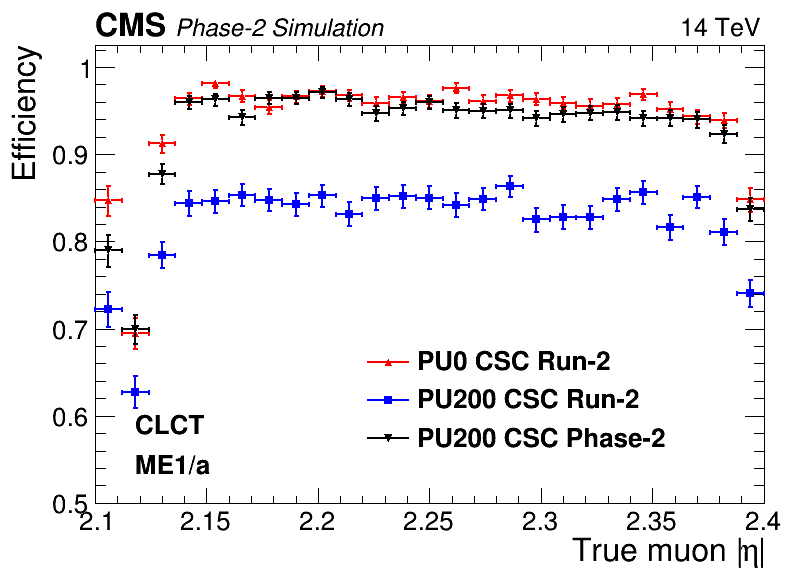 CMS Phase-2 Simulation 14 TeV
Efficiency
1
0.9
0.8
0.7
0.6
0.5
PU0 CSC Run-2
PU200 CSC Run-2
PU200 CSC Phase-2
CLCT
ME1/a
2.1 2.15 2.2 2.25 2.3 2.35 2.4
True muon |η|